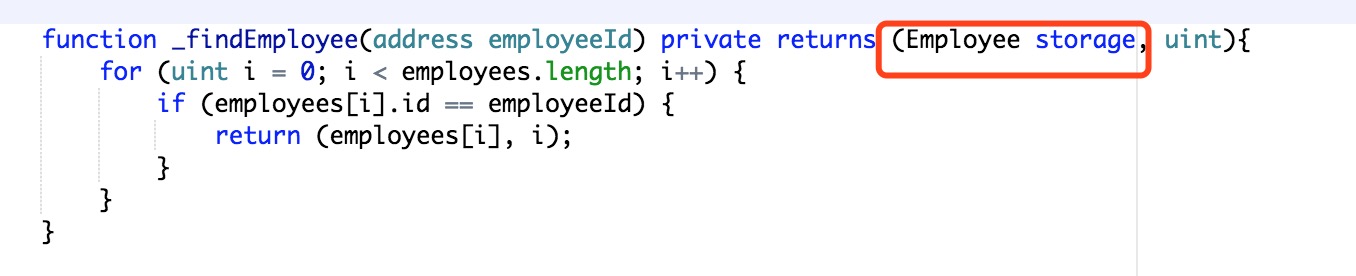 function _findEmployee(address employeeId) private returns (Employee storage, uint){
for (uint i = 0; i < employees.length; i++) {
if (employees[i].id == employeeId) {
return (employees[i], i);
}
}
}